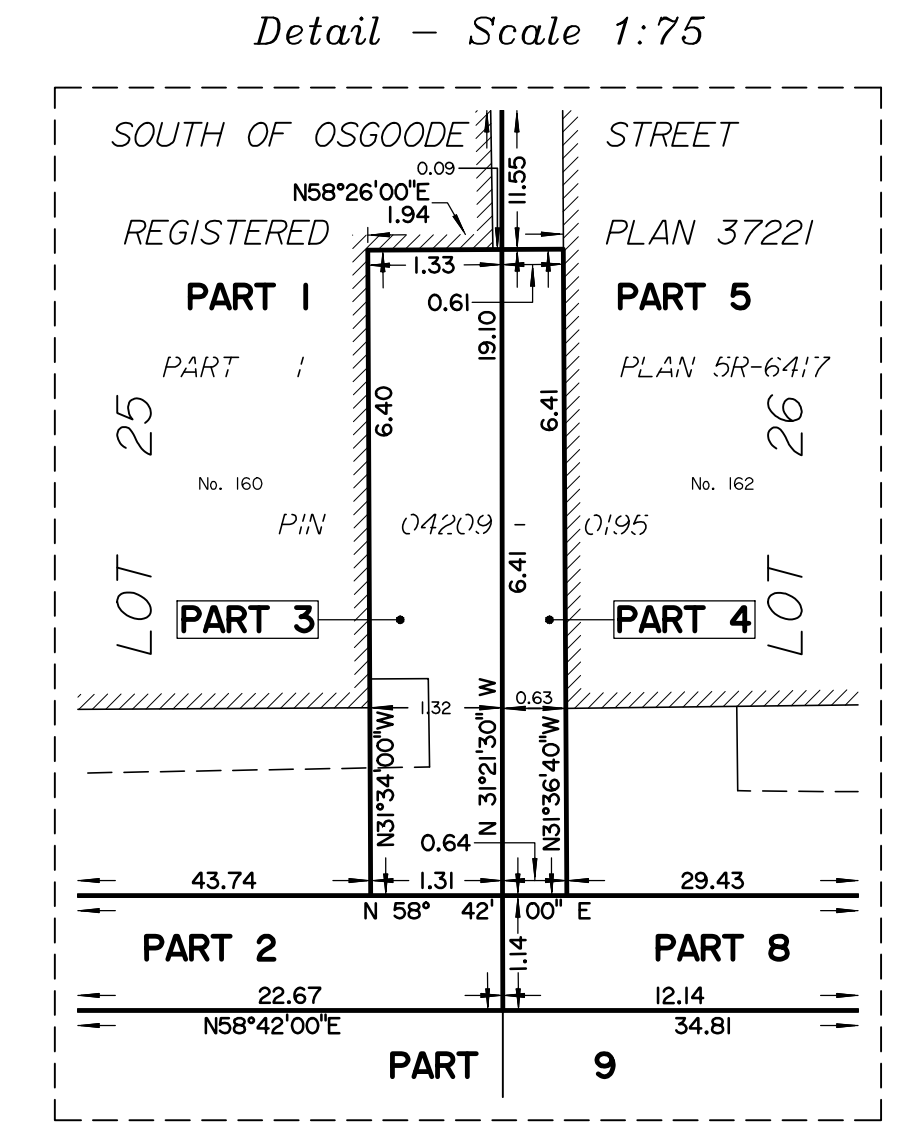 Detail – Scale 1:75
SOUTH OF OSGOODE STREET
0.09
11.55
N58°26'00"E
1.94
REGISTERED PLAN 37221
1.33
PART 1 PART 5
0.61
19.10
PART 1 PLAN 5R-6417
6.40
6.41
LOT 25
LOT 26
No. 160 No. 162
PIN 04209 - 0195
6.41
PART 3 PART 4
1.32 0.63
N31°34'00"W
N 31°21'30" W
N31°36'40"W
0.64
43.74 1.31 29.43
N 58° 42' 00" E
PART 2 PART 8
1.14
22.67 12.14
N58°42'00"E 34.81
PART 9